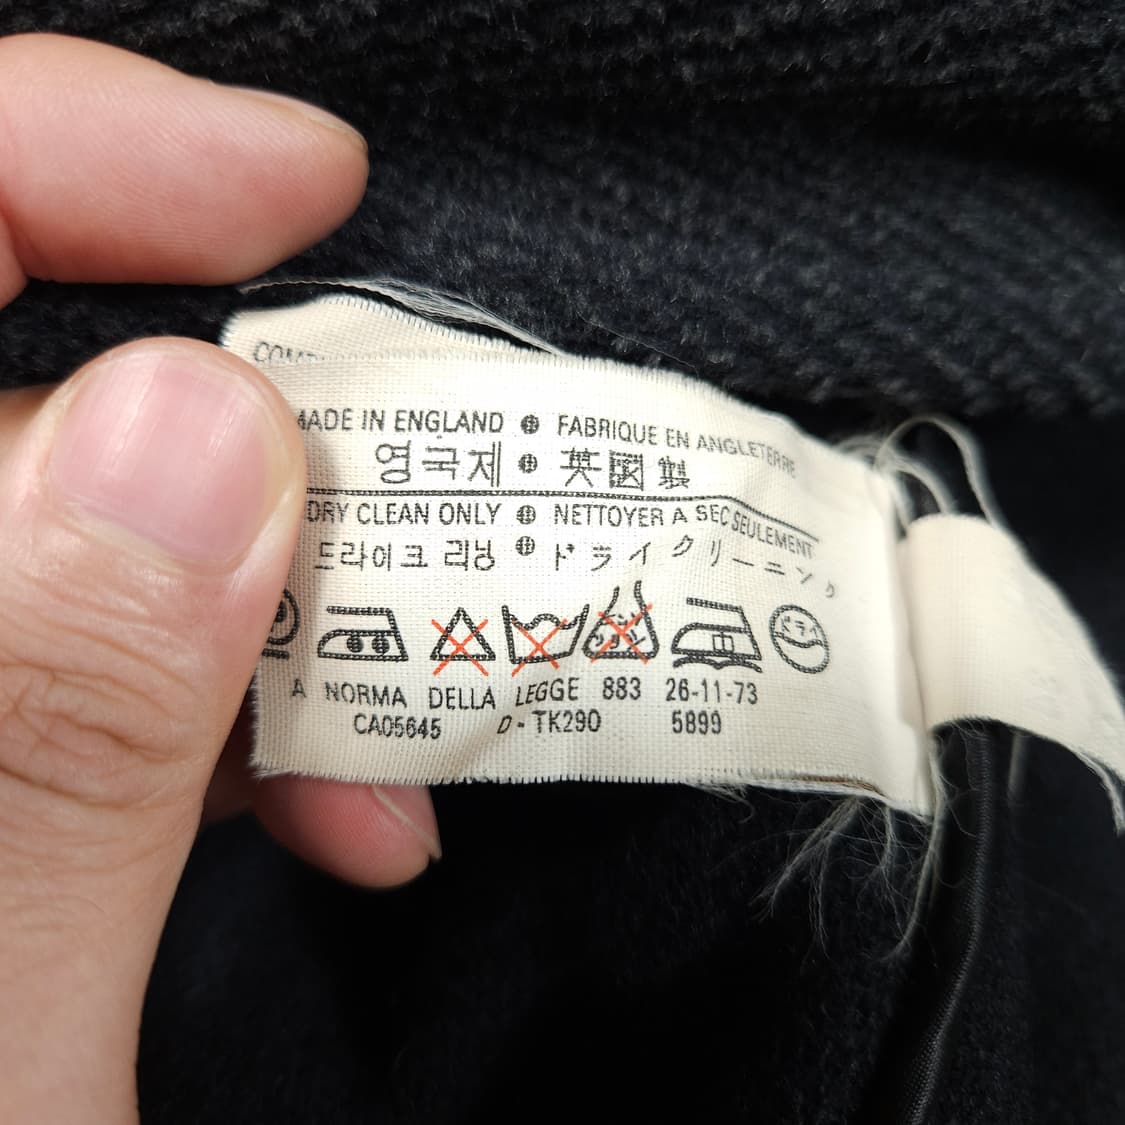 MADE IN ENGLAND FABRIQUE EN ANGLETERRE
영국제 英國製
DRY CLEAN ONLY NETTOYER A SEC SEULEMENT
드라이크 리닝 ドライクリーニング
A NORMA DELLA LEGGE 883 26-11-73
CA05645 D-TK290 5899